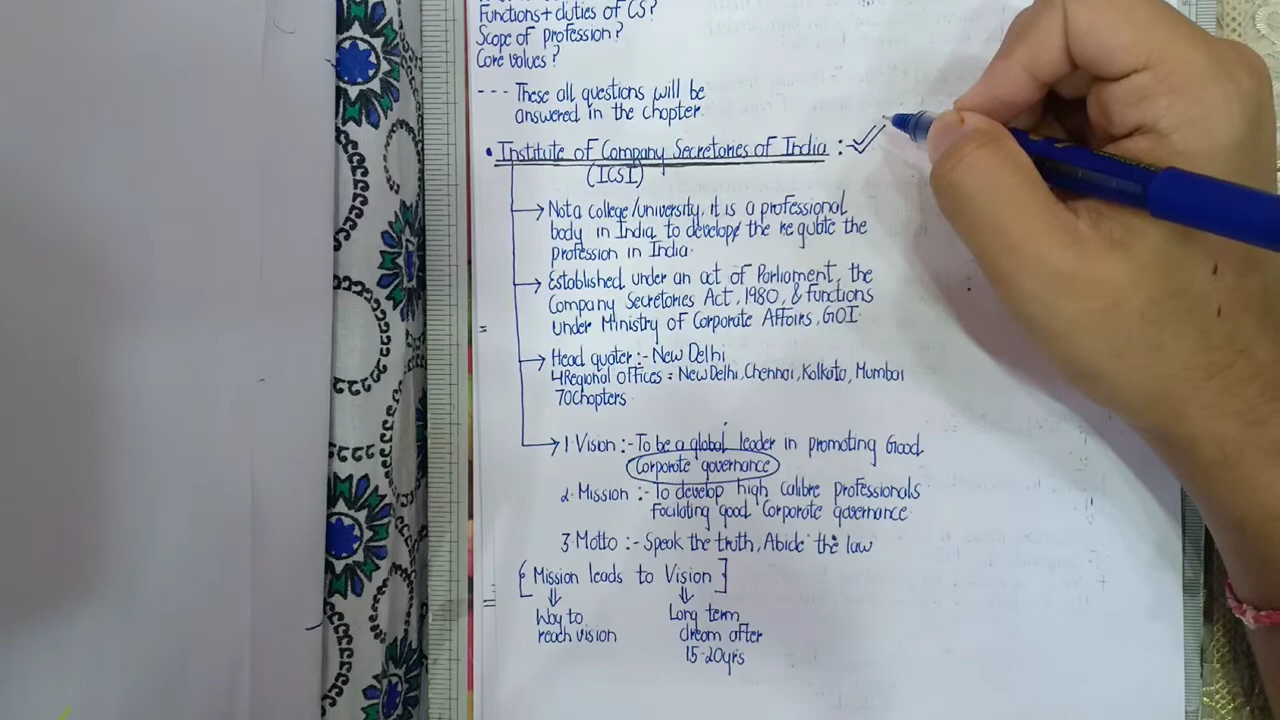 Functions + duties of CS?
Scope of profession?
Core values?
--- These all questions will be
answered in the chapter.
• Institute of Company Secretaries of India :-
(ICSI)
→ Not a college/university, it is a professional
body in India to develop the regulate the
profession in India.
→ Established under an act of Parliament, the
Company Secretaries Act, 1980, & functions
under Ministry of Corporate Affairs, GOI.
→ Head quater :- New Delhi
4 Regional offices = New Delhi, Chennai, Kolkata, Mumbai
70 Chapters.
→ 1. Vision :- To be a global leader in promoting Good
Corporate governance
2. Mission :- To develop high calibre professionals
facilating good Corporate governance
3. Motto :- Speak the truth, Abide the law
[Mission leads to Vision]
⇓ ⇓
Way to Long term
reach vision dream after
15-20yrs